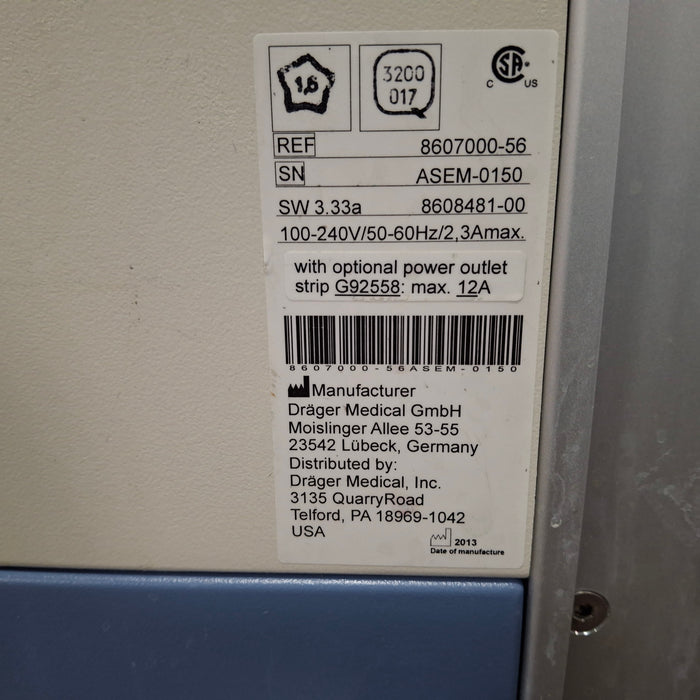 1,6
3200
017
CSA
C US
REF 8607000-56
SN ASEM-0150
SW 3.33a 8608481-00
100-240V/50-60Hz/2,3Amax.
with optional power outlet
strip G92558: max. 12A
8607000-56ASEM-0150
Manufacturer
Dräger Medical GmbH
Moislinger Allee 53-55
23542 Lübeck, Germany
Distributed by:
Dräger Medical, Inc.
3135 QuarryRoad
Telford, PA 18969-1042
USA
2013
Date of manufacture